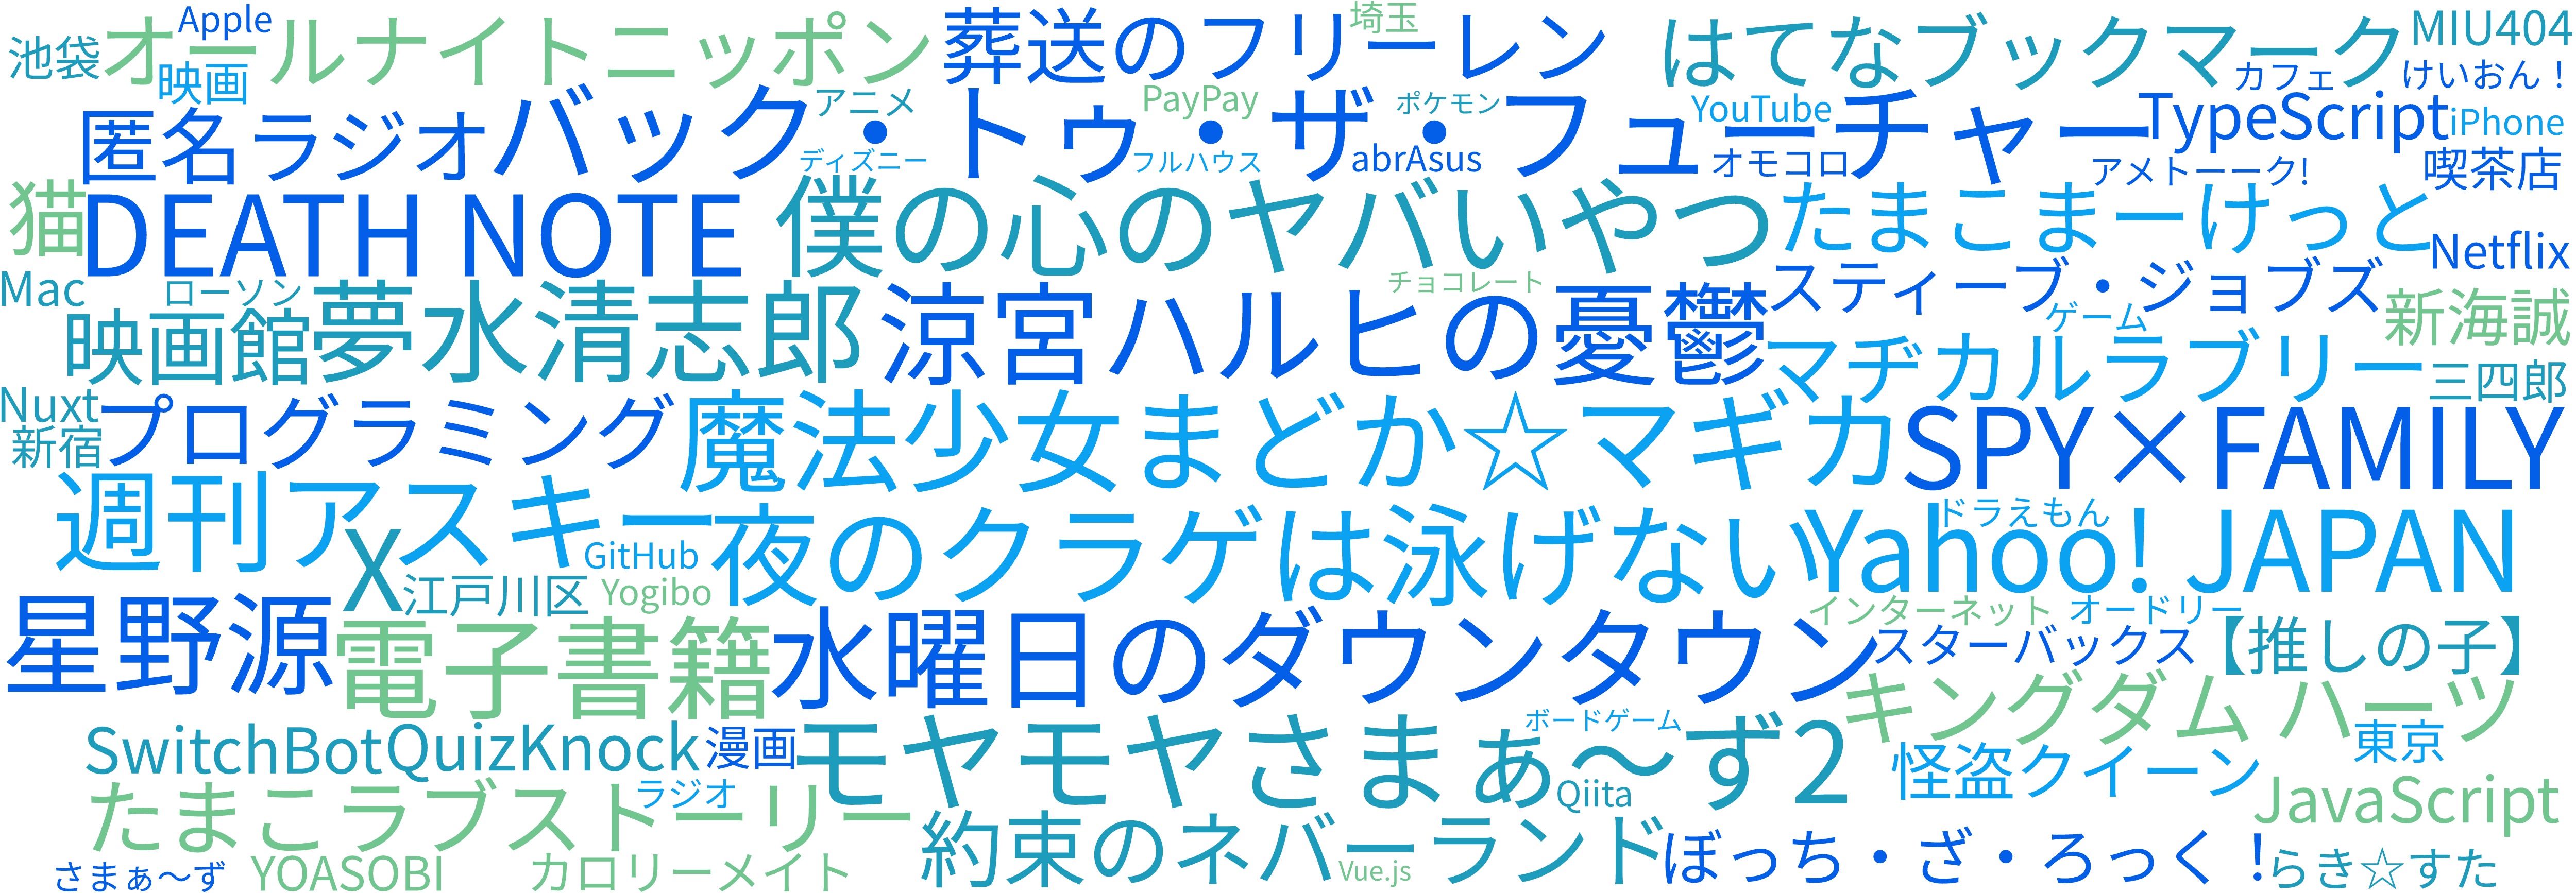 Apple
池袋
オールナイトニッポン
映画
葬送のフリーレン
埼玉
はてなブックマーク
MIU404
カフェ
けいおん！
匿名ラジオ
バック・トゥ・ザ・フューチャー
アニメ
PayPay
ポケモン
YouTube
TypeScript
iPhone
ディズニー
フルハウス
abrAsus
オモコロ
アメトーーク!
喫茶店
猫
DEATH NOTE
僕の心のヤバいやつ
たまこまーけっと
Netflix
Mac
ローソン
チョコレート
スティーブ・ジョブズ
映画館
夢水清志郎
涼宮ハルヒの憂鬱
ゲーム
新海誠
マヂカルラブリー
三四郎
Nuxt
新宿
プログラミング
魔法少女まどか☆マギカ
SPY×FAMILY
週刊アスキー
夜のクラゲは泳げない
ドラえもん
Yahoo! JAPAN
X
GitHub
江戸川区
Yogibo
星野源
電子書籍
水曜日のダウンタウン
インターネット
オードリー
スターバックス
【推しの子】
キングダム ハーツ
SwitchBot
QuizKnock
漫画
モヤモヤさまぁ〜ず2
ボードゲーム
東京
怪盗クイーン
たまこラブストーリー
ラジオ
Qiita
JavaScript
さまぁ〜ず
YOASOBI
カロリーメイト
約束のネバーランド
Vue.js
ぼっち・ざ・ろっく！
らき☆すた